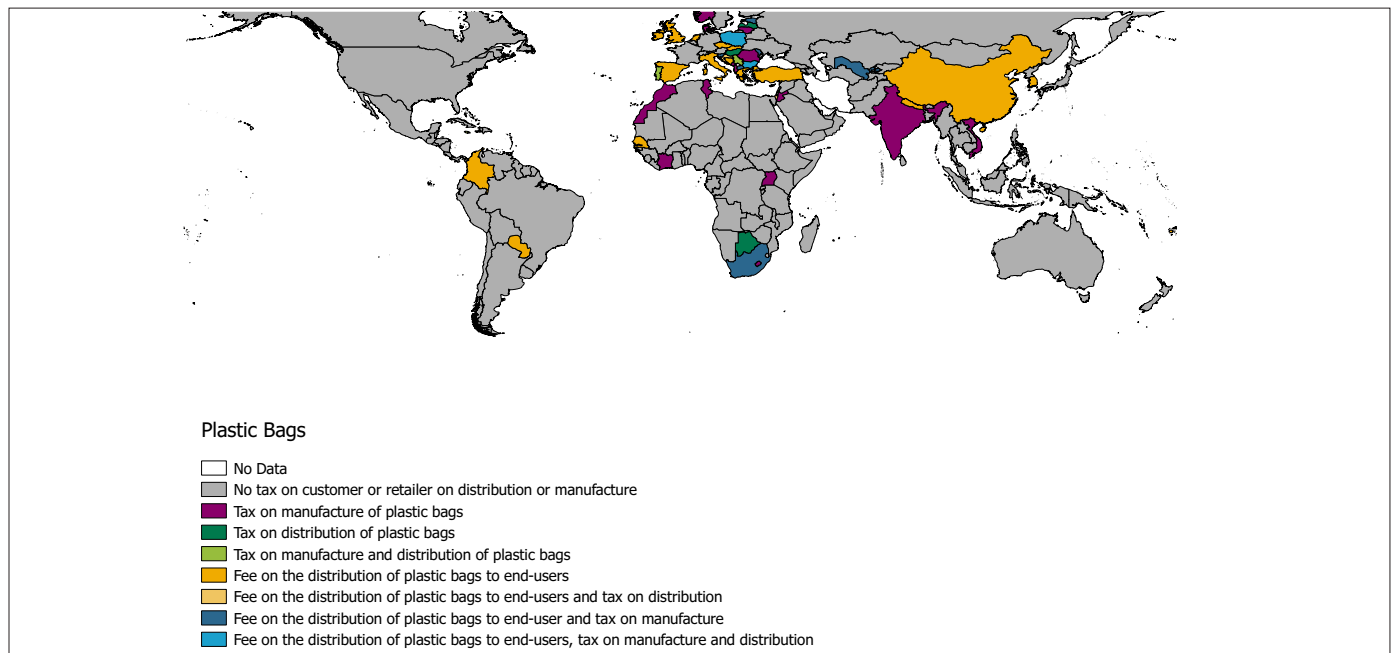 Plastic Bags
No Data
No tax on customer or retailer on distribution or manufacture
Tax on manufacture of plastic bags
Tax on distribution of plastic bags
Tax on manufacture and distribution of plastic bags
Fee on the distribution of plastic bags to end-users
Fee on the distribution of plastic bags to end-users and tax on distribution
Fee on the distribution of plastic bags to end-user and tax on manufacture
Fee on the distribution of plastic bags to end-users, tax on manufacture and distribution